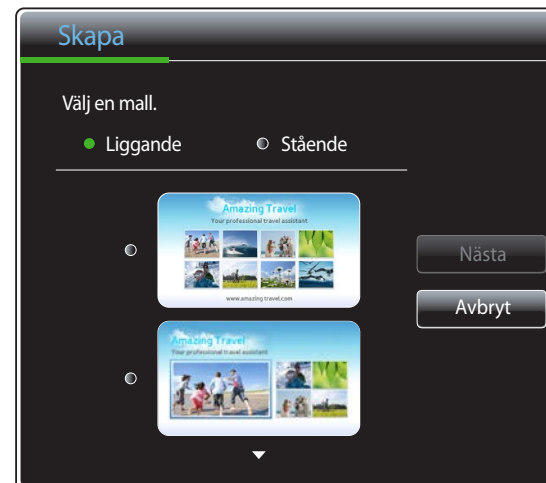 Skapa
Välj en mall.
Liggande Stående
Amazing Travel
Your professional travel assistant
www.amazing travel.com
Nästa
Avbryt
Amazing Travel
Your professional travel assistant